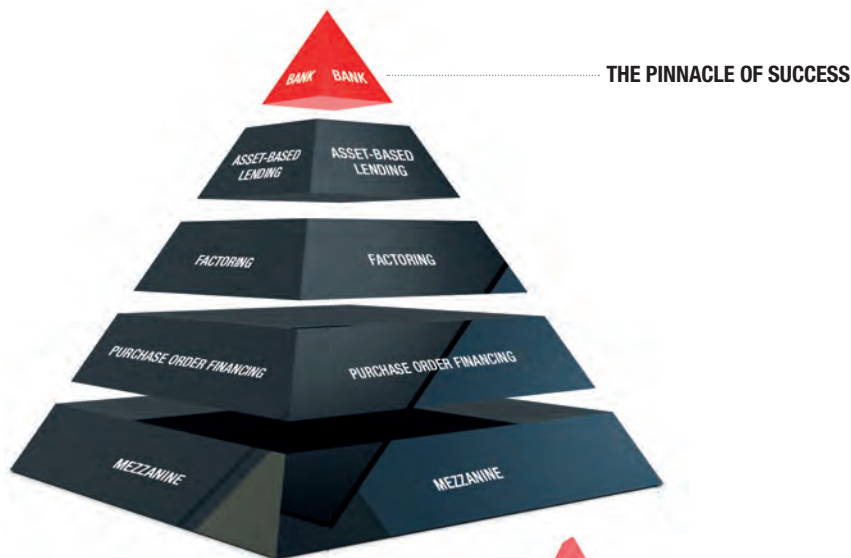 BANK BANK
THE PINNACLE OF SUCCESS
ASSET-BASED
LENDING
ASSET-BASED
LENDING
FACTORING
FACTORING
PURCHASE ORDER FINANCING
PURCHASE ORDER FINANCING
MEZZANINE
MEZZANINE